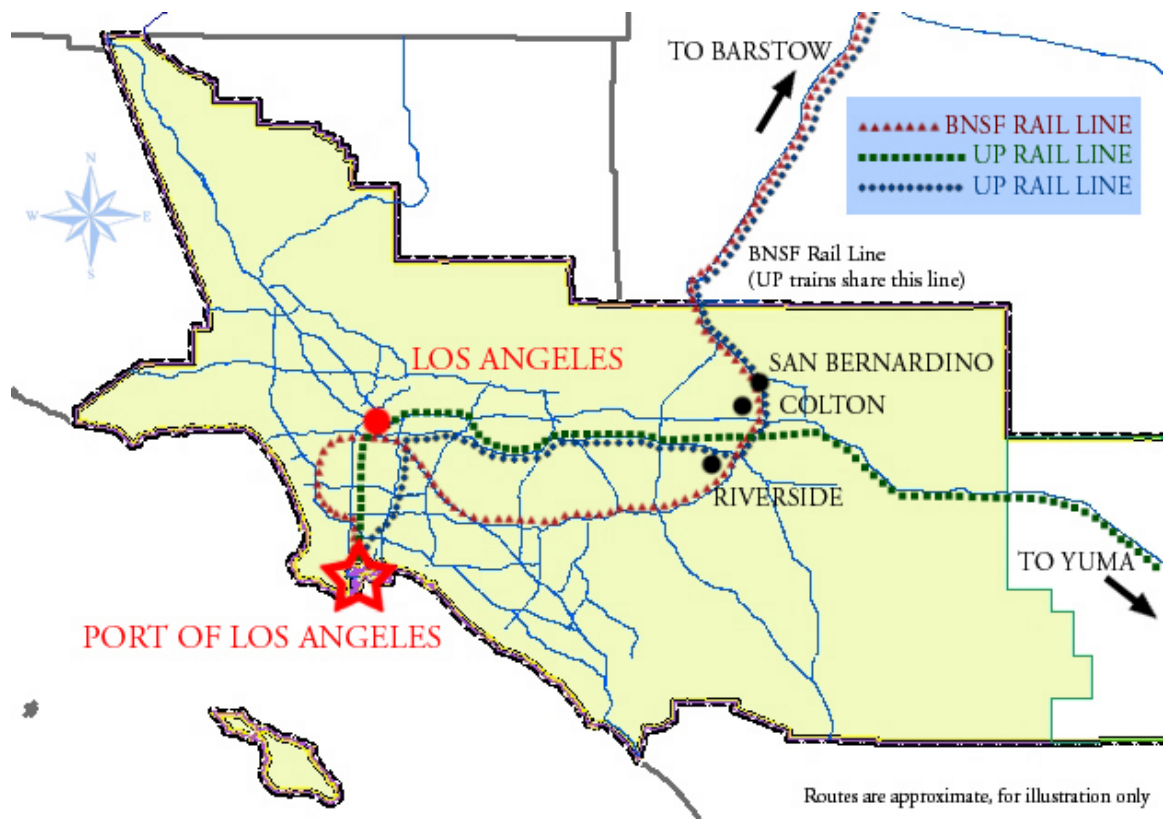 TO BARSTOW
BNSF RAIL LINE
UP RAIL LINE
UP RAIL LINE
N
W
E
S
BNSF Rail Line
(UP trains share this line)
LOS ANGELES
SAN BERNARDINO
COLTON
RIVERSIDE
TO YUMA
PORT OF LOS ANGELES
Routes are approximate, for illustration only